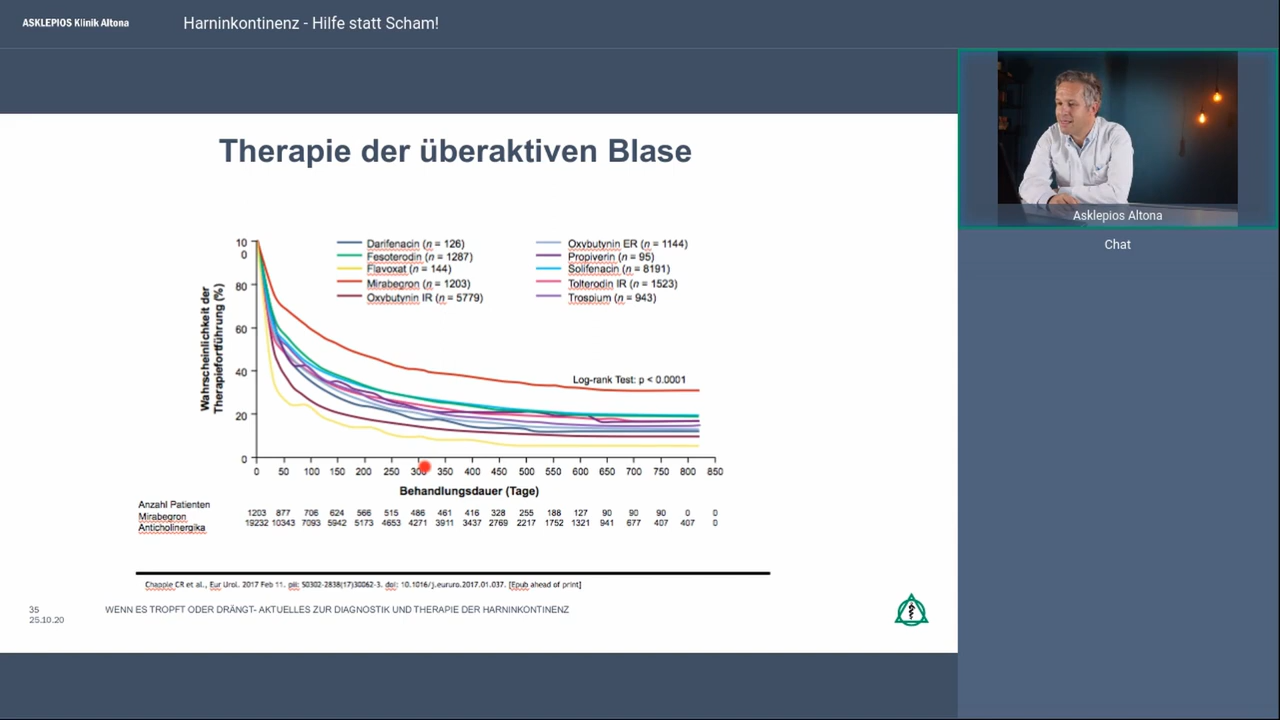 ASKLEPIOS Klinik Altona
Harninkontinenz - Hilfe statt Scham!
Asklepios Altona
Chat
Therapie der überaktiven Blase
Wahrscheinlichkeit der
Therapiefortführung (%)
10
0
80
60
40
20
0
Darifenacin (n = 126)
Fesoterodin (n = 1287)
Flavoxat (n = 144)
Mirabegron (n = 1203)
Oxybutynin IR (n = 5779)
Oxybutynin ER (n = 1144)
Propiverin (n = 95)
Solifenacin (n = 8191)
Tolterodin IR (n = 1523)
Trospium (n = 943)
Log-rank Test: p < 0.0001
0 50 100 150 200 250 300 350 400 450 500 550 600 650 700 750 800 850
Behandlungsdauer (Tage)
Anzahl Patienten
Mirabegron 1203 877 706 624 566 515 486 461 416 328 255 188 127 90 90 90 0 0
Anticholinergika 19232 10343 7093 5942 5173 4653 4271 3911 3437 2769 2217 1752 1321 941 677 407 407 0
Chapple CR et al., Eur Urol. 2017 Feb 11. pii: S0302-2838(17)30062-3. doi: 10.1016/j.eururo.2017.01.037. [Epub ahead of print]
35
25.10.20
WENN ES TROPFT ODER DRÄNGT- AKTUELLES ZUR DIAGNOSTIK UND THERAPIE DER HARNINKONTINENZ